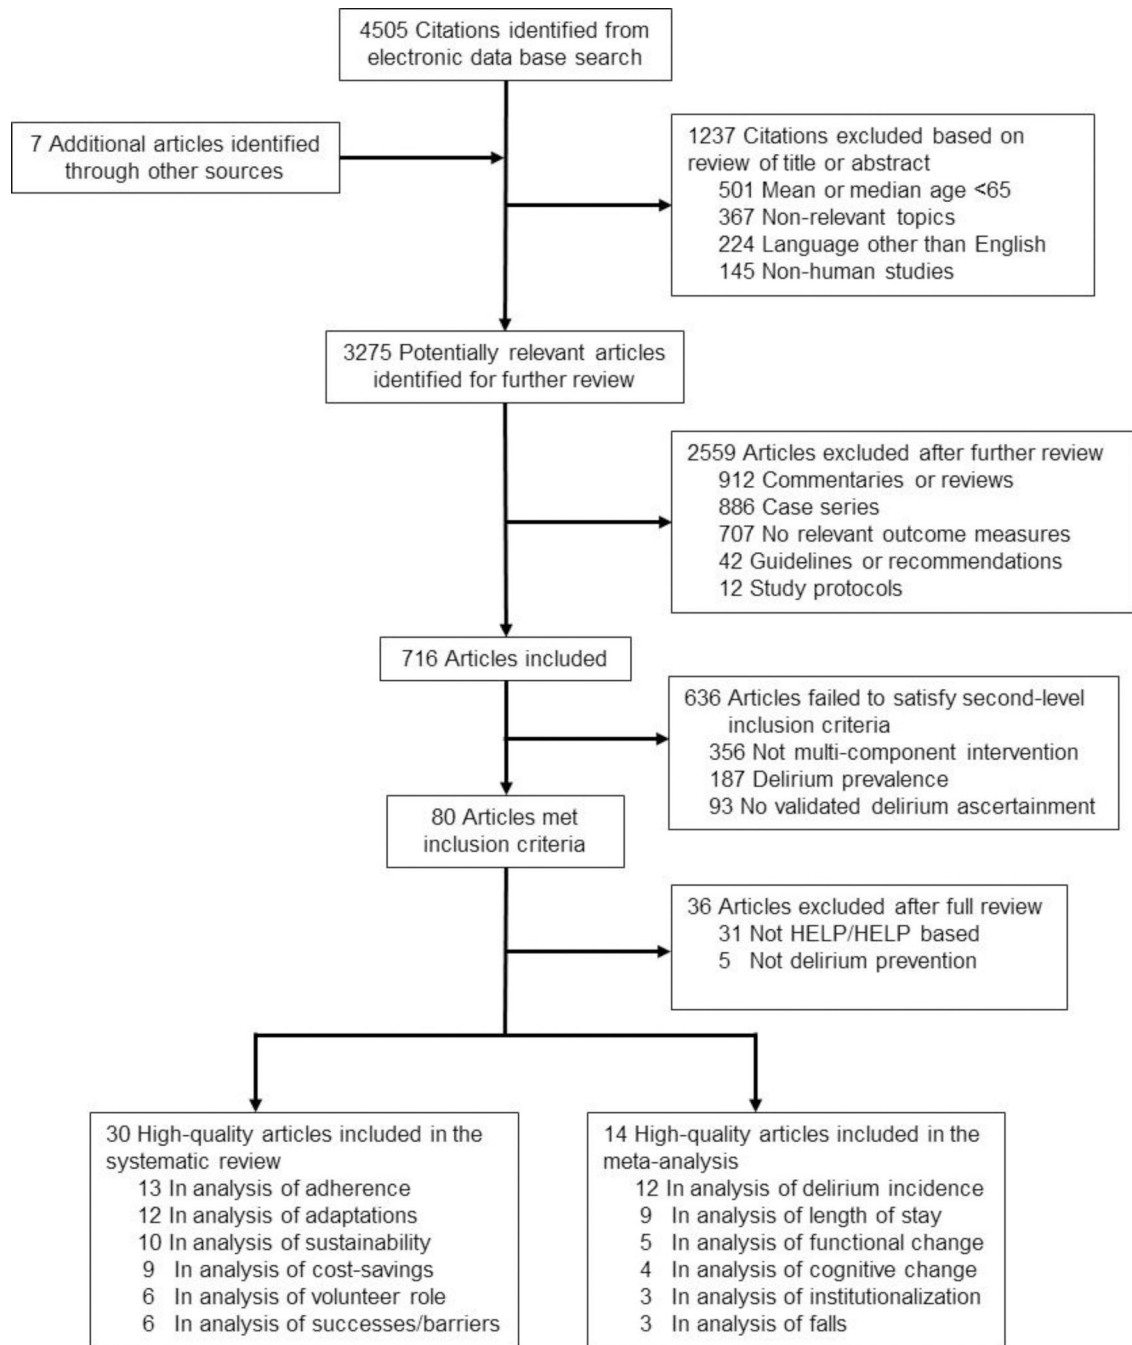 4505 Citations identified from
electronic data base search
7 Additional articles identified
through other sources
1237 Citations excluded based on
review of title or abstract
501 Mean or median age <65
367 Non-relevant topics
224 Language other than English
145 Non-human studies
3275 Potentially relevant articles
identified for further review
2559 Articles excluded after further review
912 Commentaries or reviews
886 Case series
707 No relevant outcome measures
42 Guidelines or recommendations
12 Study protocols
716 Articles included
636 Articles failed to satisfy second-level
inclusion criteria
356 Not multi-component intervention
187 Delirium prevalence
93 No validated delirium ascertainment
80 Articles met
inclusion criteria
36 Articles excluded after full review
31 Not HELP/HELP based
5 Not delirium prevention
30 High-quality articles included in the
systematic review
13 In analysis of adherence
12 In analysis of adaptations
10 In analysis of sustainability
9 In analysis of cost-savings
6 In analysis of volunteer role
6 In analysis of successes/barriers
14 High-quality articles included in the
meta-analysis
12 In analysis of delirium incidence
9 In analysis of length of stay
5 In analysis of functional change
4 In analysis of cognitive change
3 In analysis of institutionalization
3 In analysis of falls